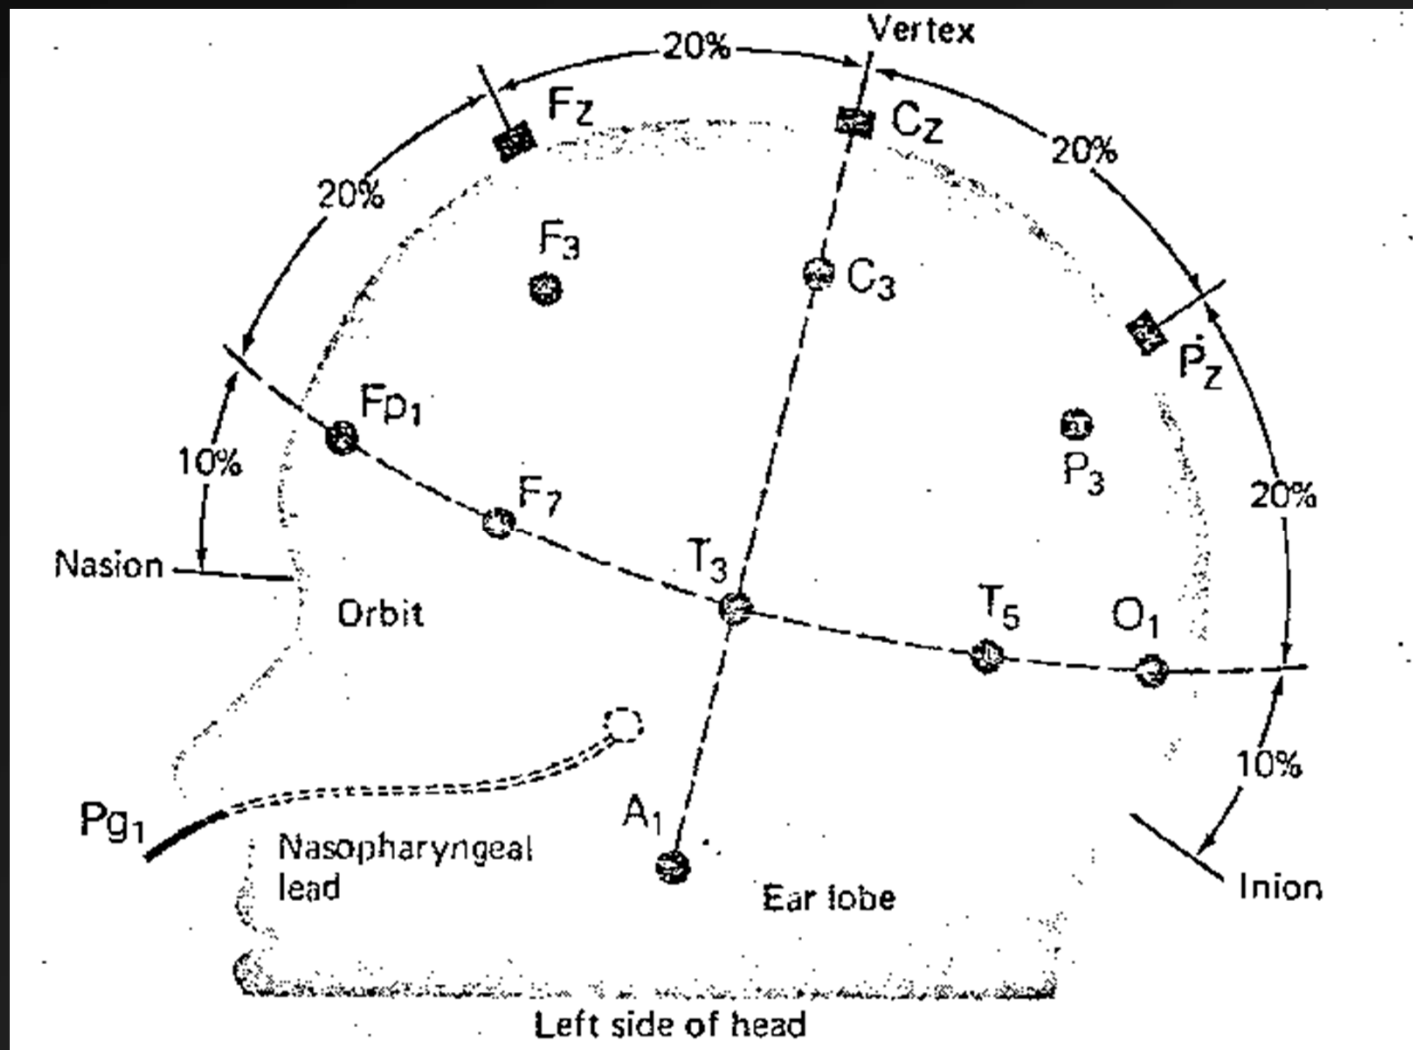 Vertex
20%
Fz
Cz
20%
20%
F3
C3
Pz
Fp1
10%
P3
F7
20%
Nasion
T3
Orbit
T5
O1
10%
Pg1
A1
Nasopharyngeal
lead
Ear lobe
Inion
Left side of head